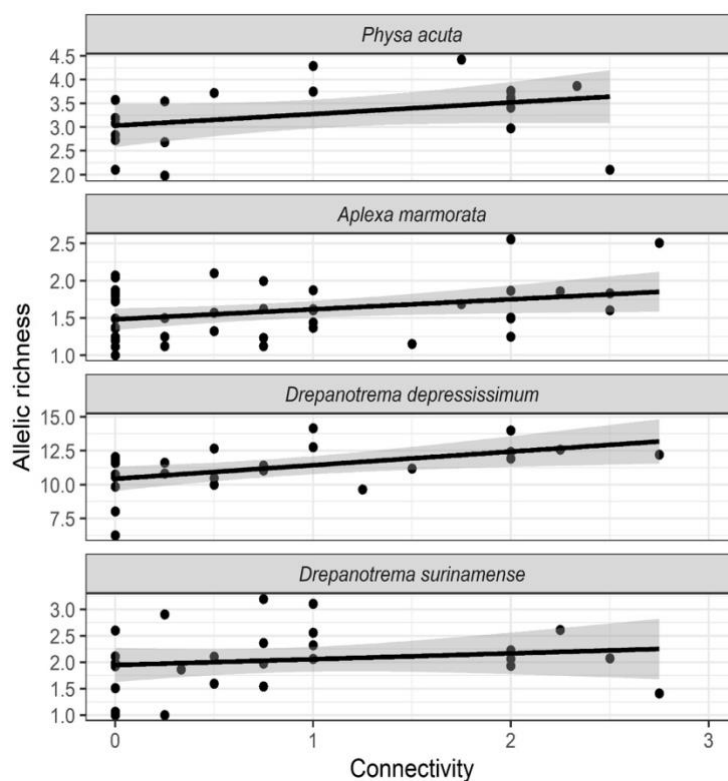 Physa acuta
4.5
4.0
3.5
3.0
2.5
2.0
Aplexa marmorata
2.5
2.0
1.5
1.0
Drepanotrema depressissimum
15.0
12.5
10.0
7.5
Drepanotrema surinamense
3.0
2.5
2.0
1.5
1.0
0 1 2 3
Connectivity
Allelic richness